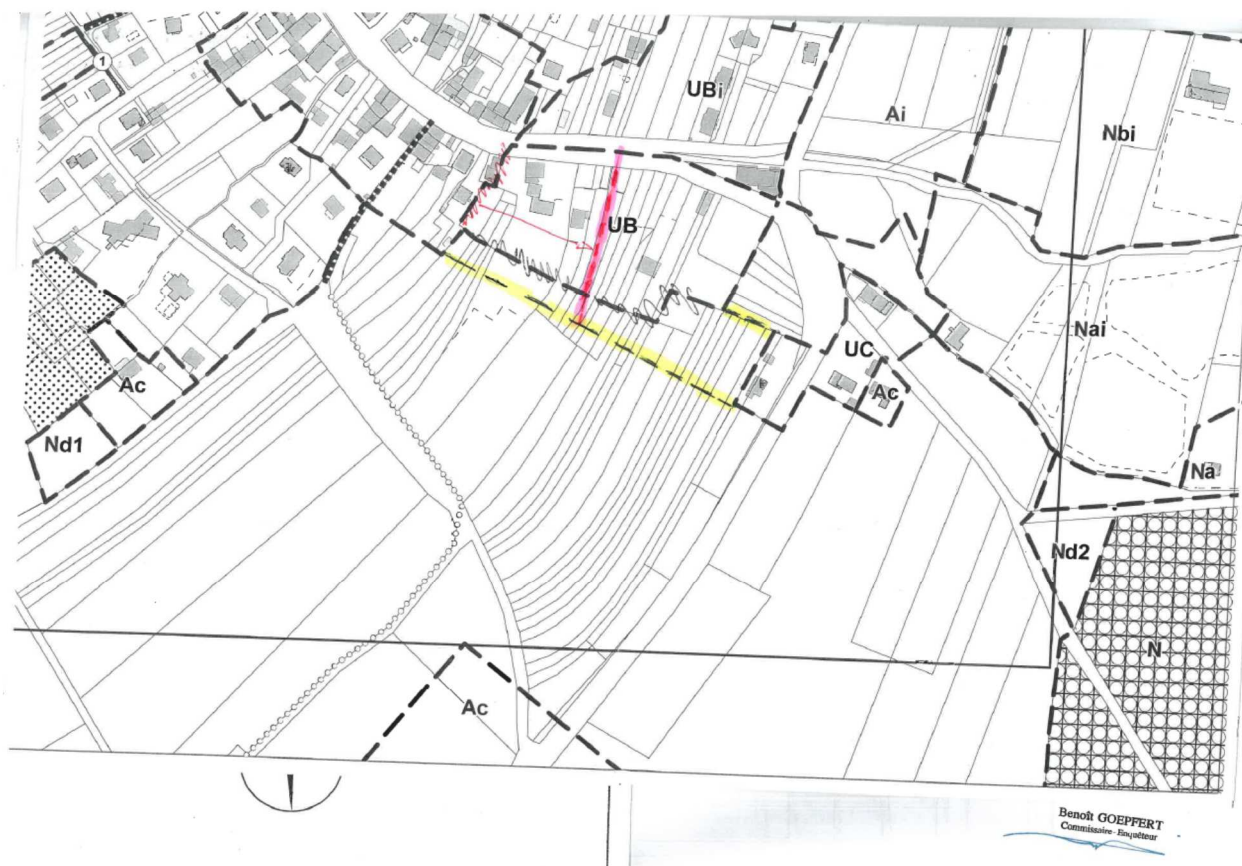 1
UBi
Ai
Nbi
UB
Nai
UC
Ac
Ac
Nd1
Na
Nd2
N
Ac
Benoît GOEPFERT
Commissaire-Enquêteur